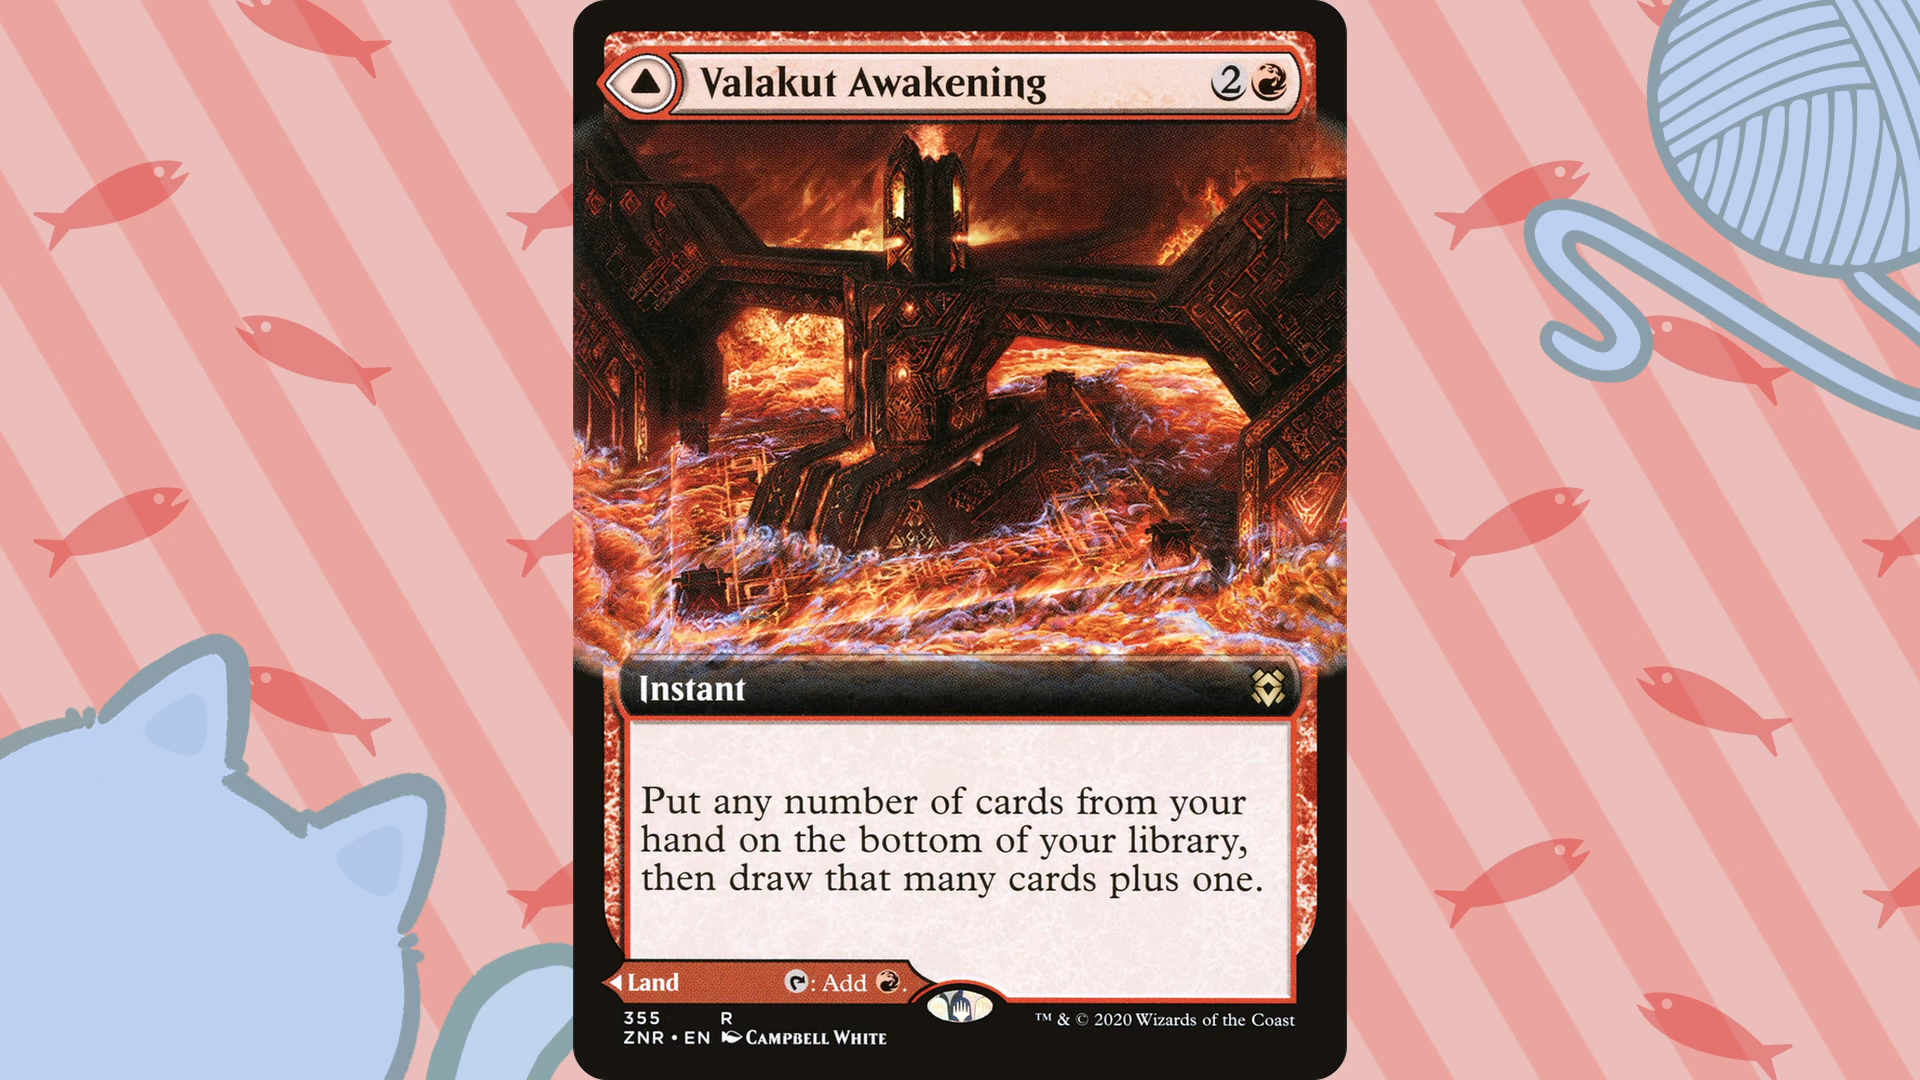 Valakut Awakening 2
Instant
Put any number of cards from your
hand on the bottom of your library,
then draw that many cards plus one.
Land : Add .
355 R
ZNR • EN CAMPBELL WHITE
™ & © 2020 Wizards of the Coast